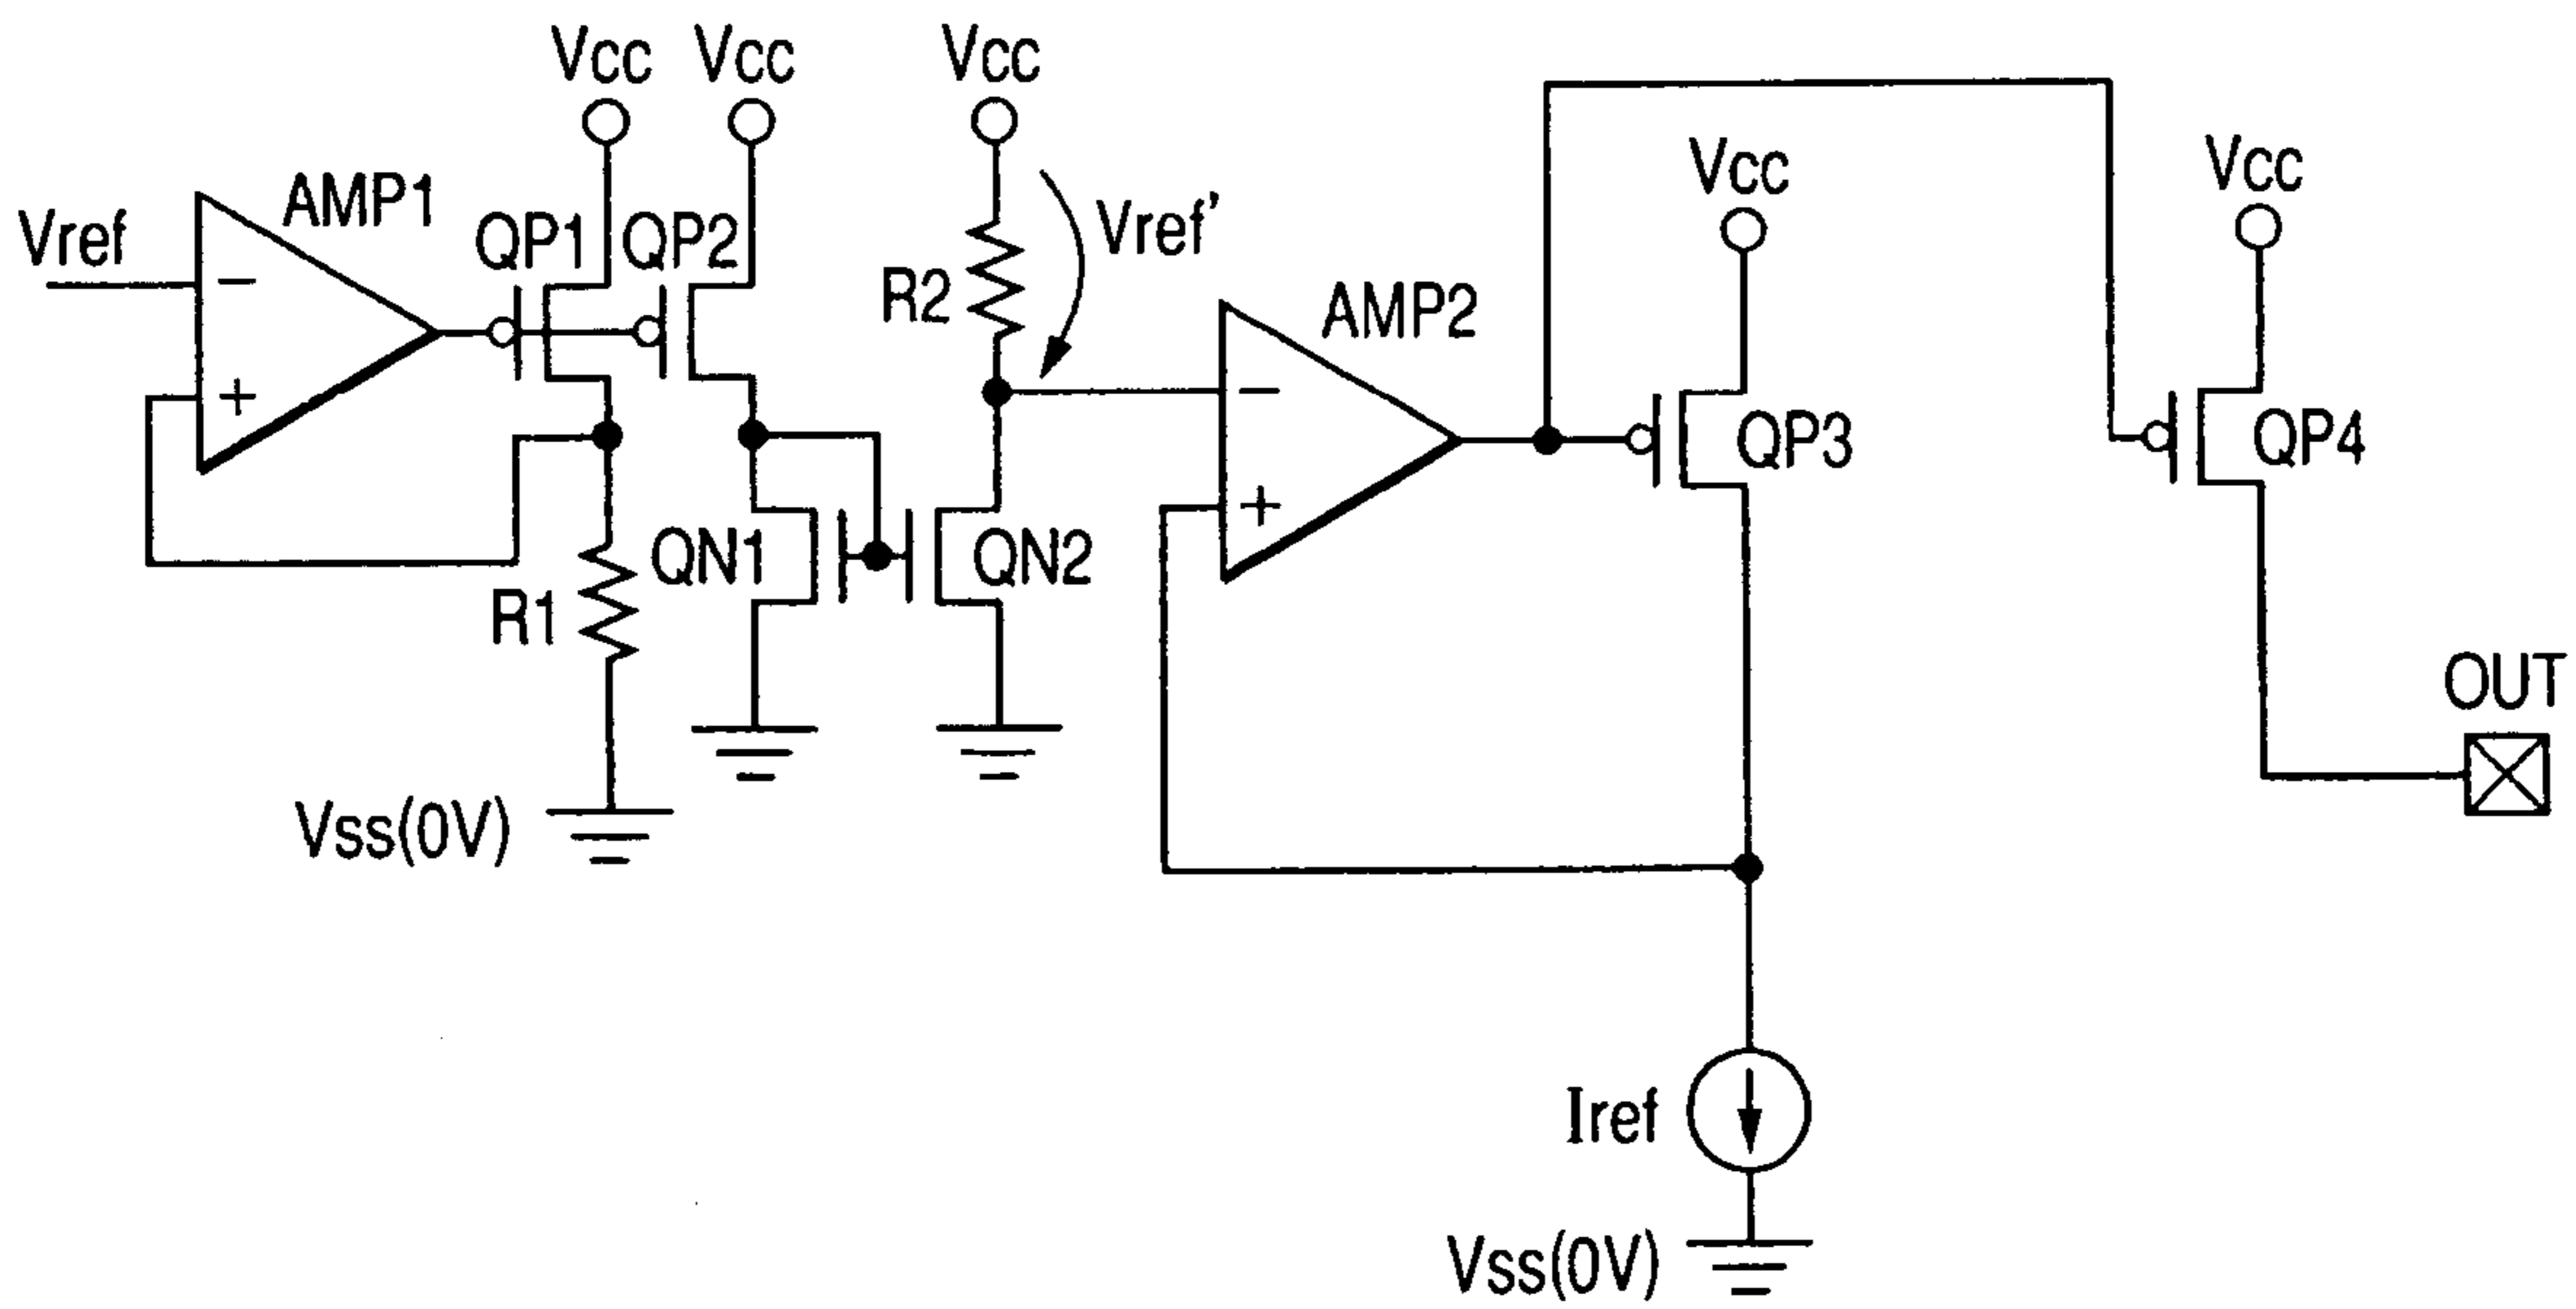 Vcc Vcc Vcc
Vref
AMP1
QP1 QP2
Vref'
R2
AMP2
Vcc
Vcc
−
+
−
+
QP3
QP4
R1
QN1
QN2
OUT
Vss(0V)
Iref
Vss(0V)